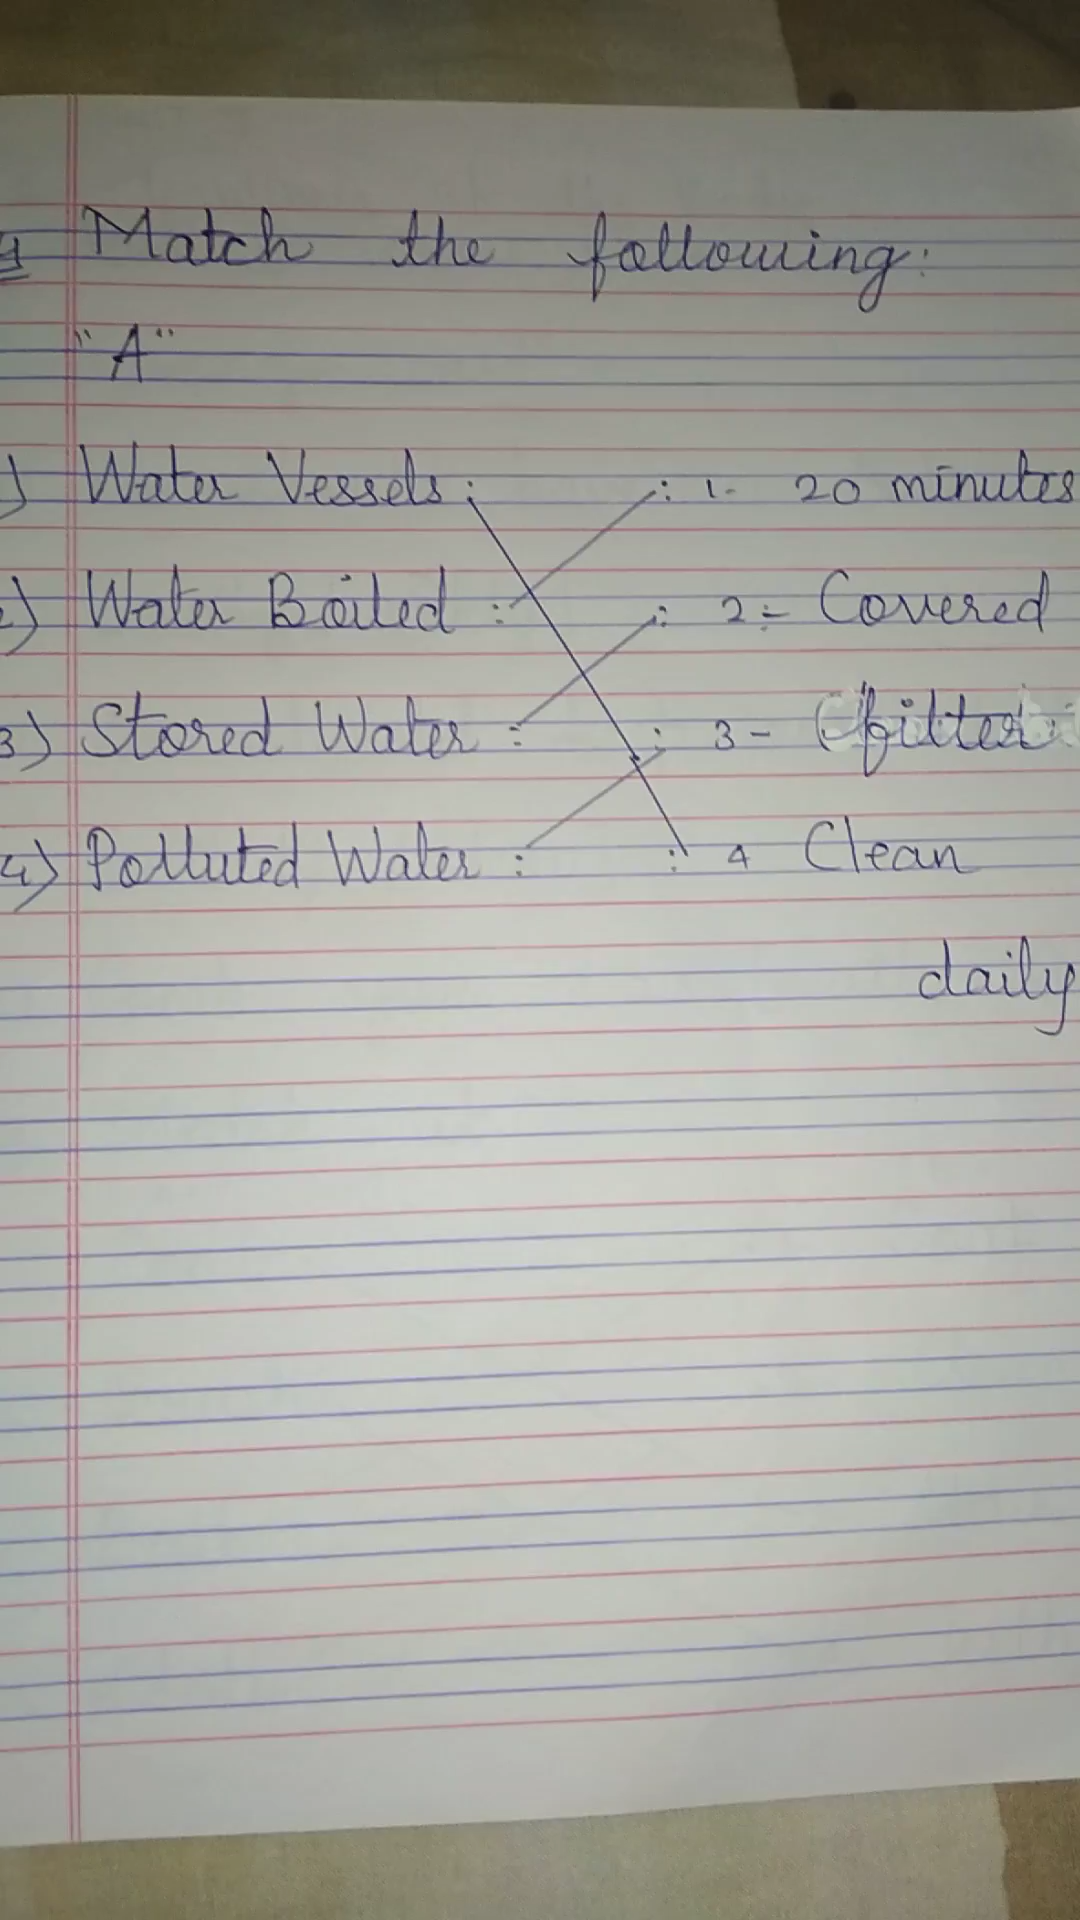 Match the following:
"A"
) Water Vessels : : 1- 20 minutes
) Water Boiled : : 2 :- Covered
3) Stored Water : : 3 - filter
4) Polluted Water : : 4 Clean
daily